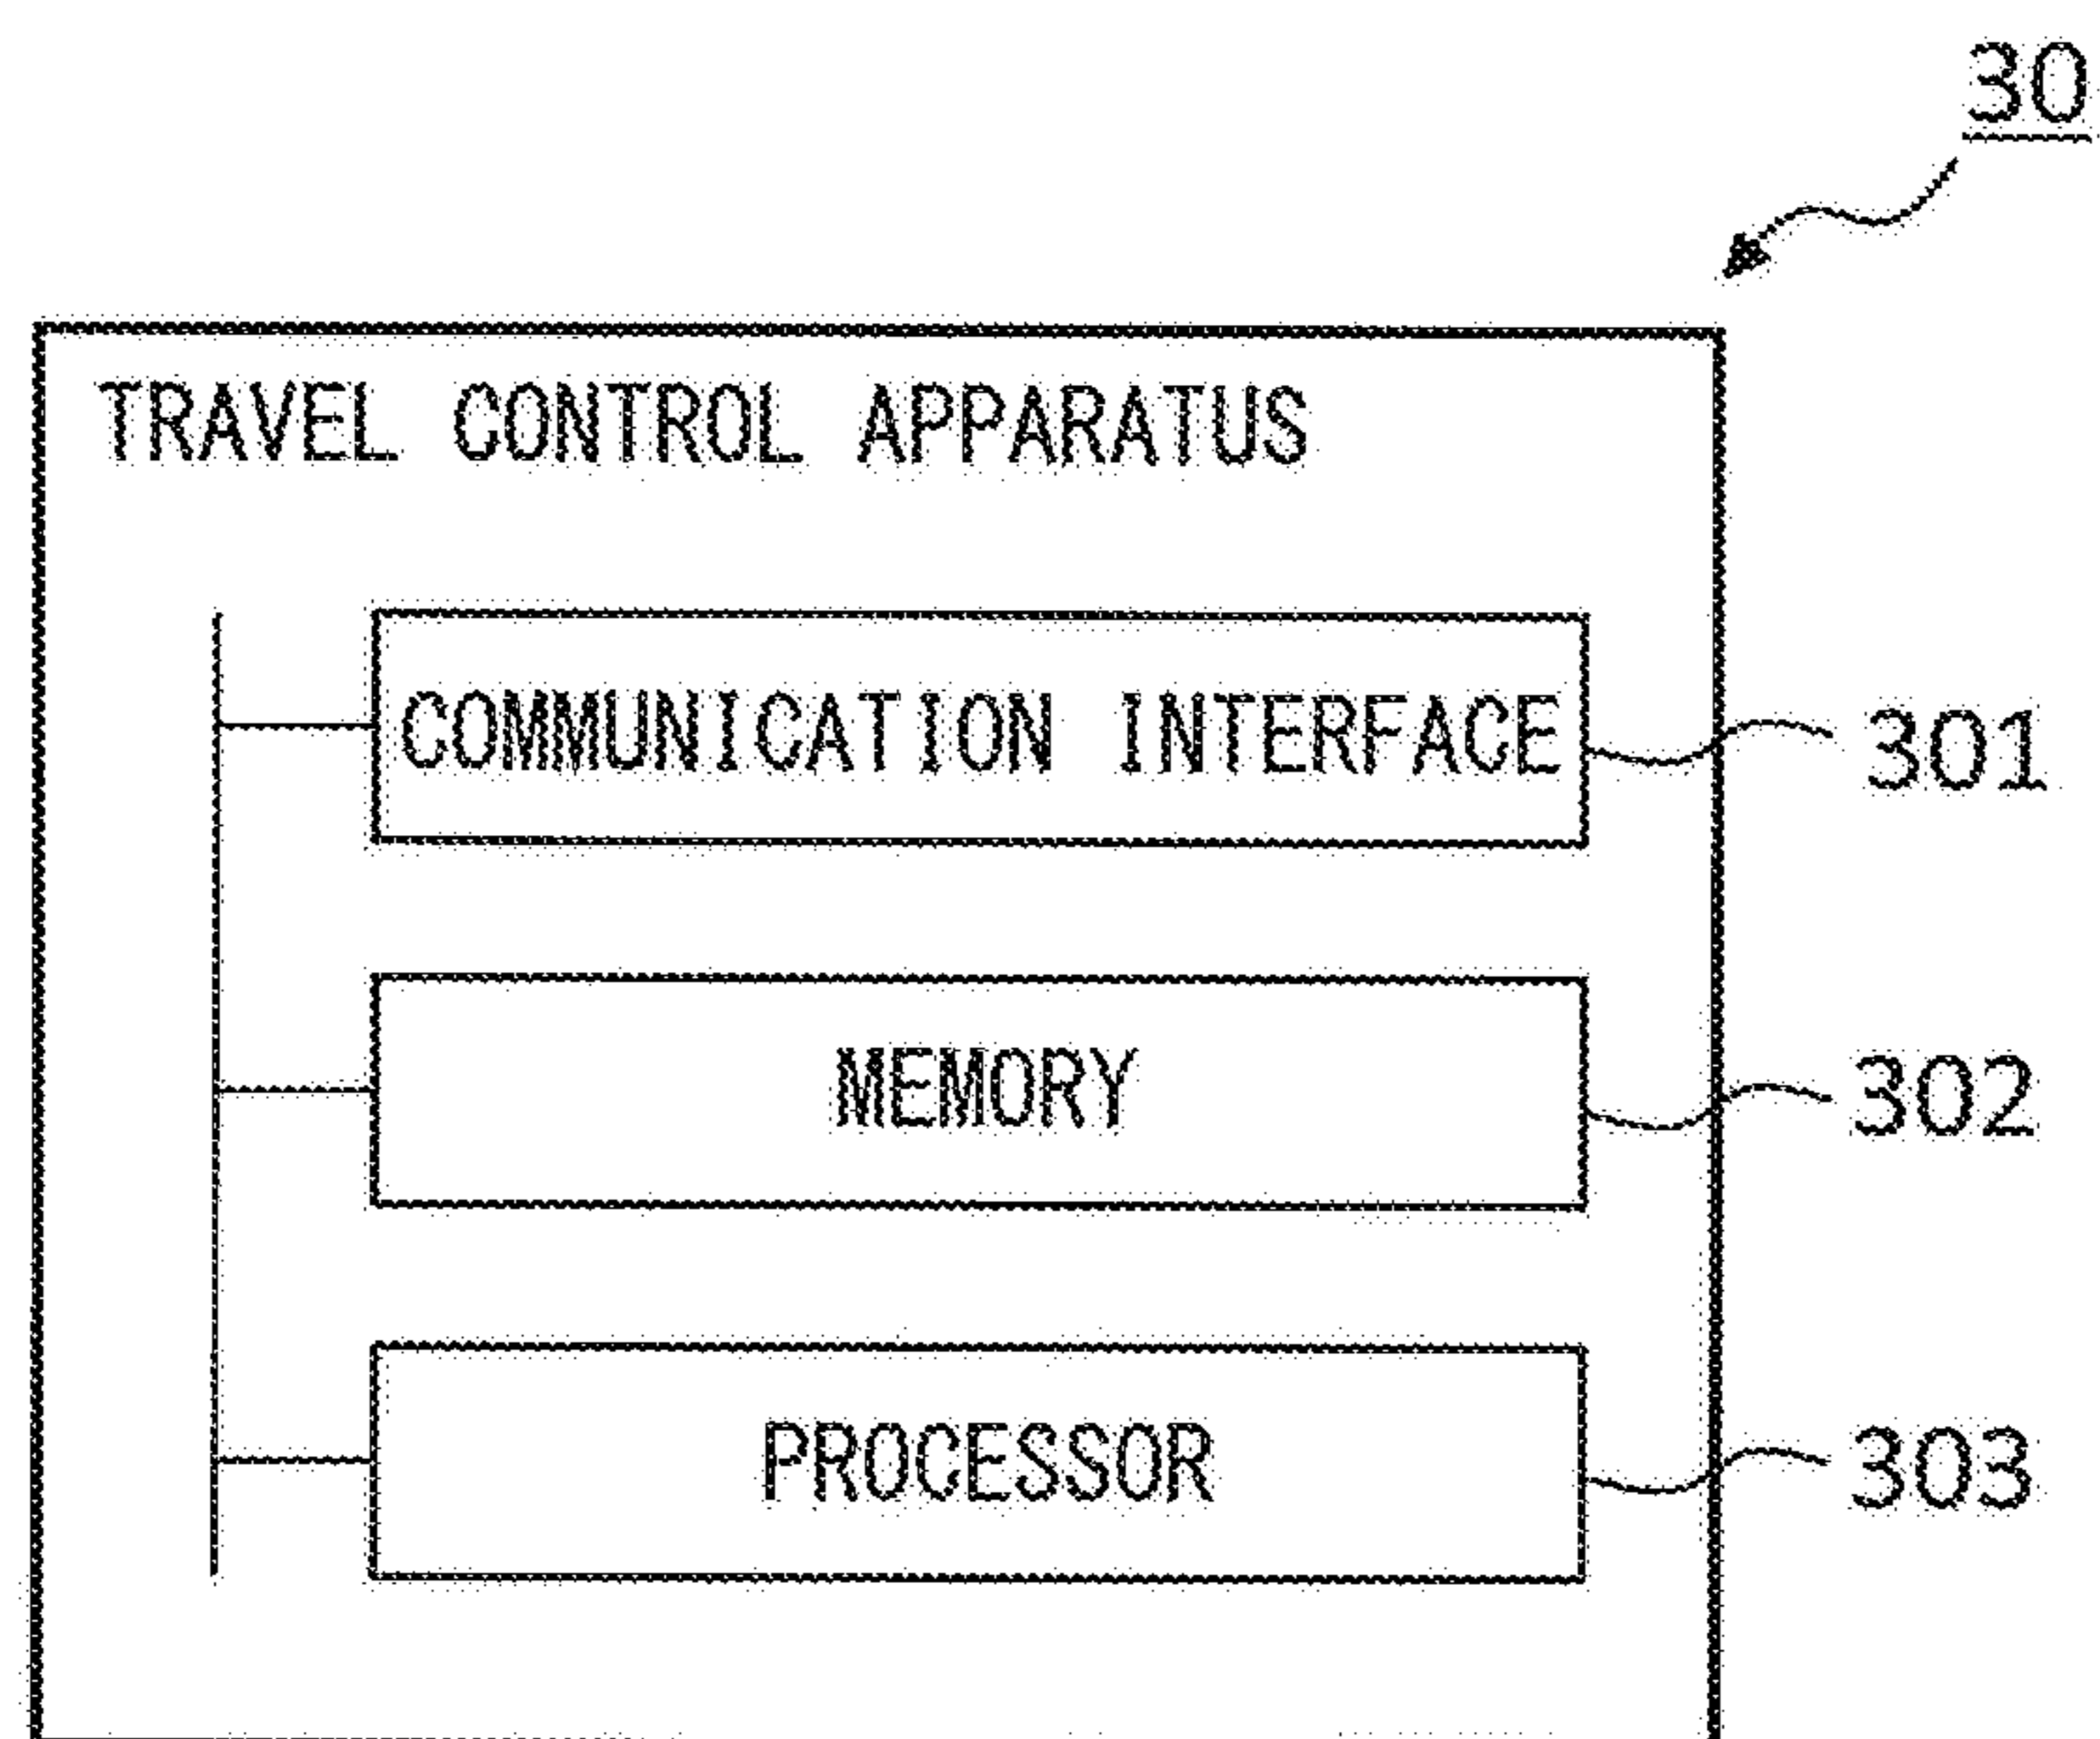 30
TRAVEL CONTROL APPARATUS
COMMUNICATION INTERFACE
301
MEMORY
302
PROCESSOR
303